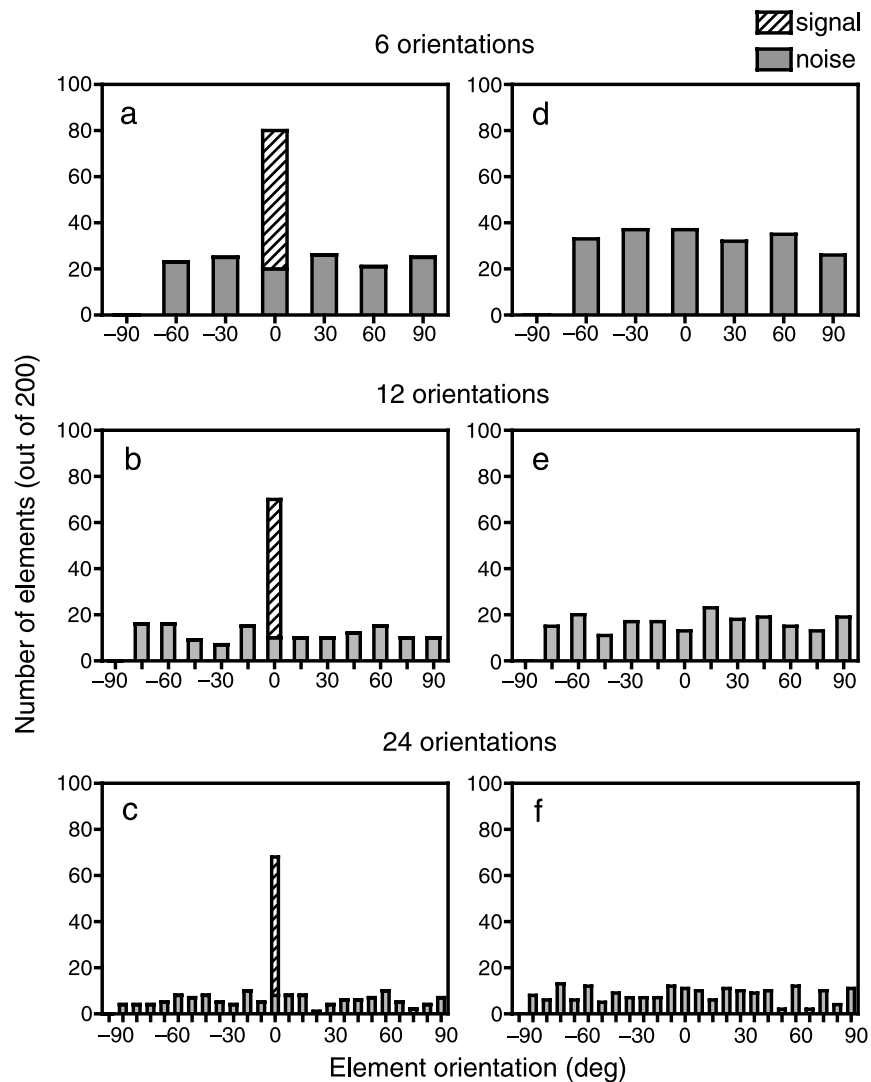 signal
noise
6 orientations
100
80
60
40
20
0
a
−90 −60 −30 0 30 60 90
100
80
60
40
20
0
d
−90 −60 −30 0 30 60 90
12 orientations
100
80
60
40
20
0
b
−90 −60 −30 0 30 60 90
100
80
60
40
20
0
e
−90 −60 −30 0 30 60 90
24 orientations
100
80
60
40
20
0
c
−90 −60 −30 0 30 60 90
100
80
60
40
20
0
f
−90 −60 −30 0 30 60 90
Number of elements (out of 200)
Element orientation (deg)